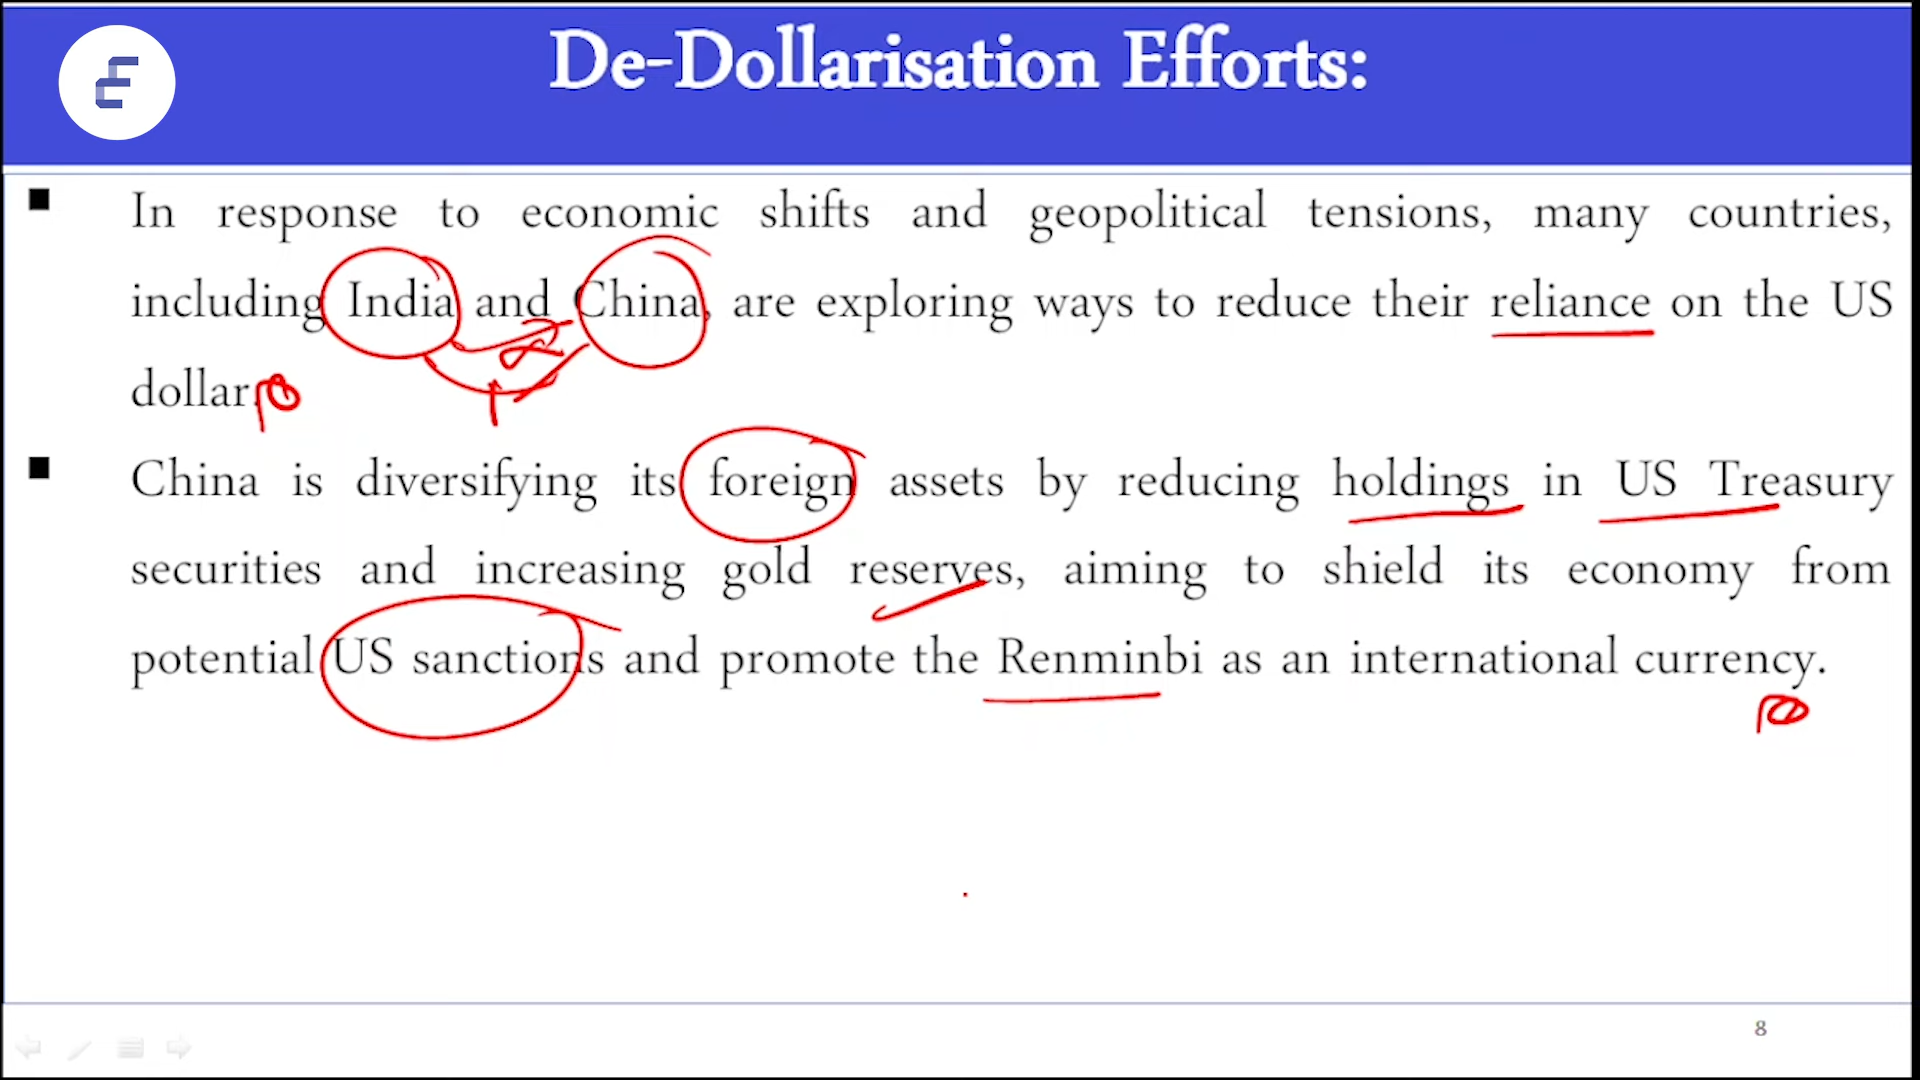 De-Dollarisation Efforts:
In response to economic shifts and geopolitical tensions, many countries,
including India and China, are exploring ways to reduce their reliance on the US
dollar.
China is diversifying its foreign assets by reducing holdings in US Treasury
securities and increasing gold reserves, aiming to shield its economy from
potential US sanctions and promote the Renminbi as an international currency.
8